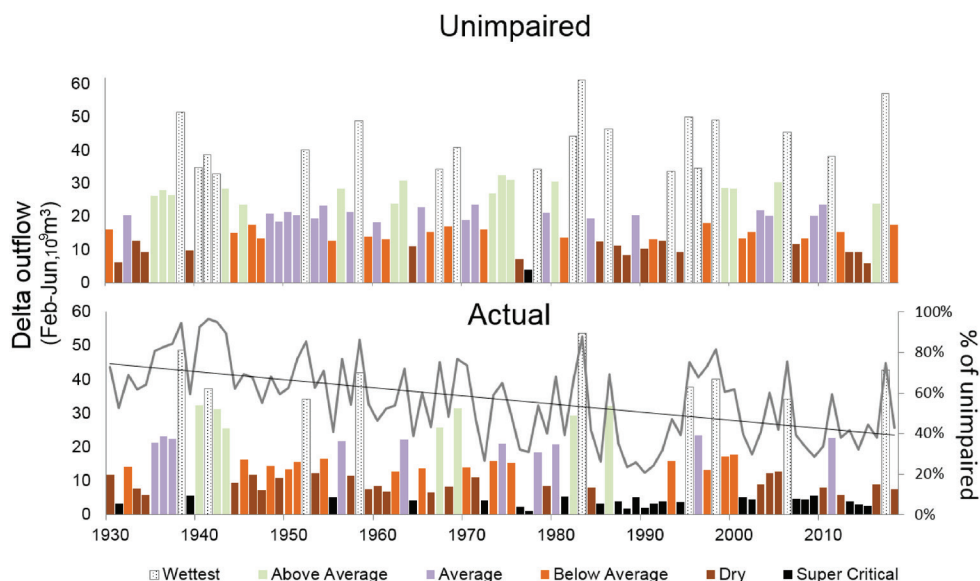 Unimpaired
60
50
40
30
20
10
0
Delta outflow
(Feb-Jun,10⁹m³)
Actual
60
50
40
30
20
10
0
100%
80%
60%
40%
20%
0%
% of unimpaired
1930 1940 1950 1960 1970 1980 1990 2000 2010
Wettest Above Average Average Below Average Dry Super Critical